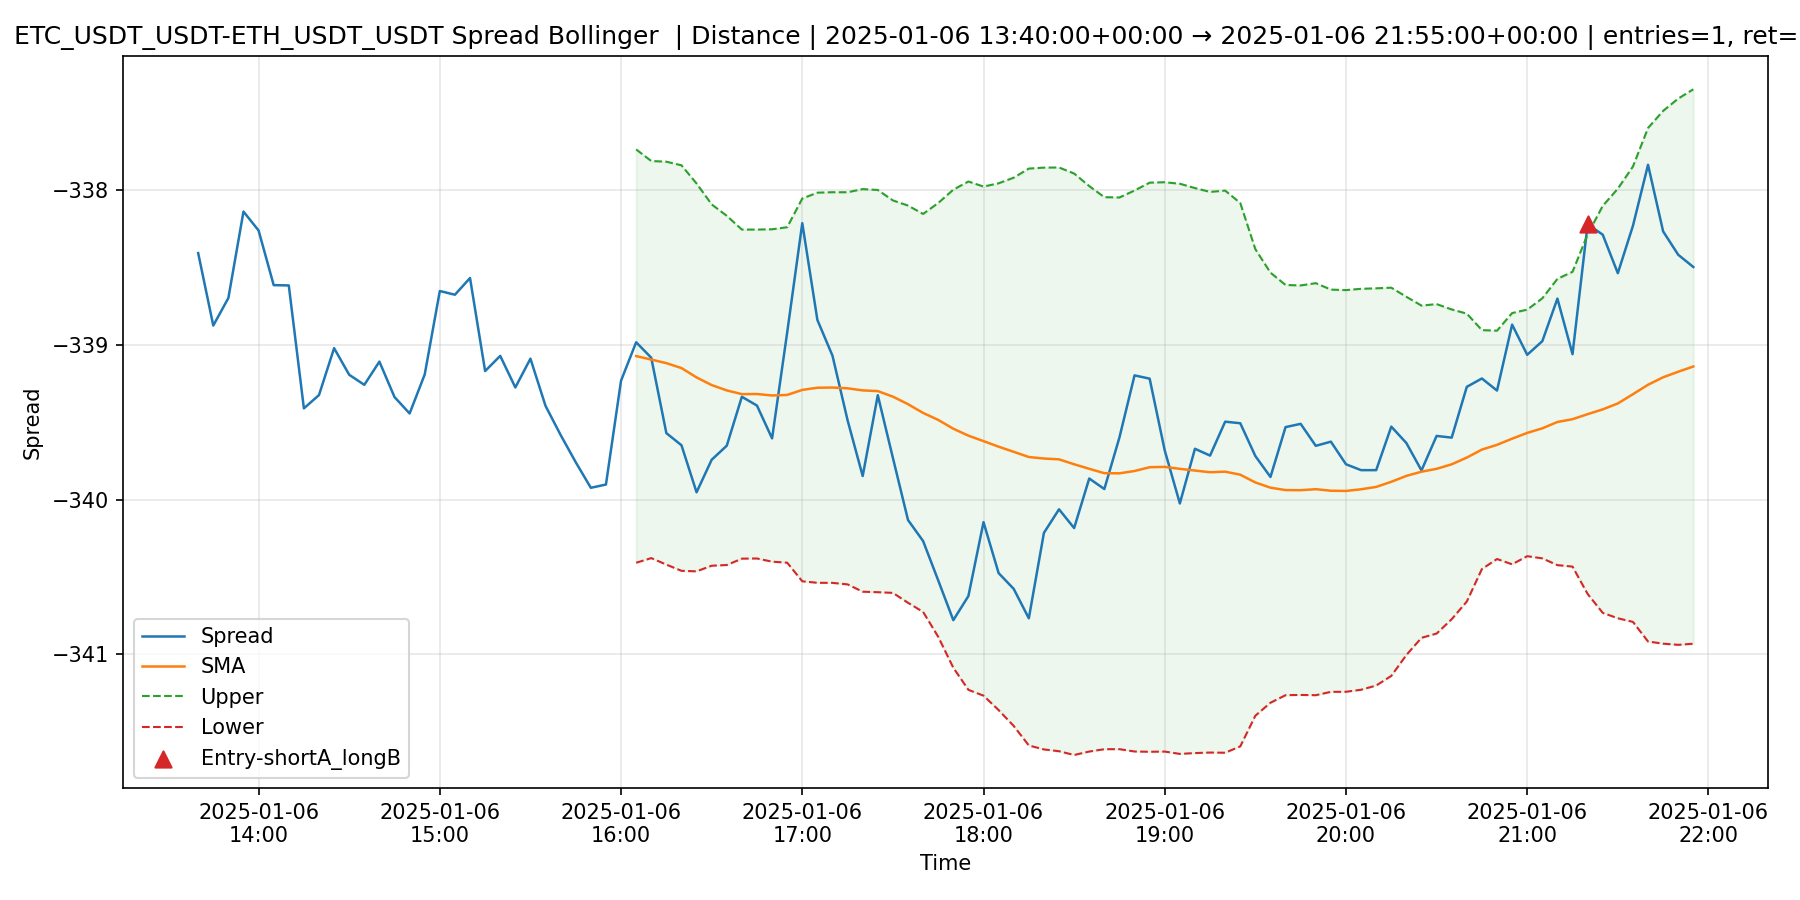 ETC_USDT_USDT-ETH_USDT_USDT Spread Bollinger | Distance | 2025-01-06 13:40:00+00:00 → 2025-01-06 21:55:00+00:00 | entries=1, ret=
Spread
−338
−339
−340
−341
Spread
SMA
Upper
Lower
Entry-shortA_longB
2025-01-06 2025-01-06 2025-01-06 2025-01-06 2025-01-06 2025-01-06 2025-01-06 2025-01-06 2025-01-06
14:00 15:00 16:00 17:00 18:00 19:00 20:00 21:00 22:00
Time